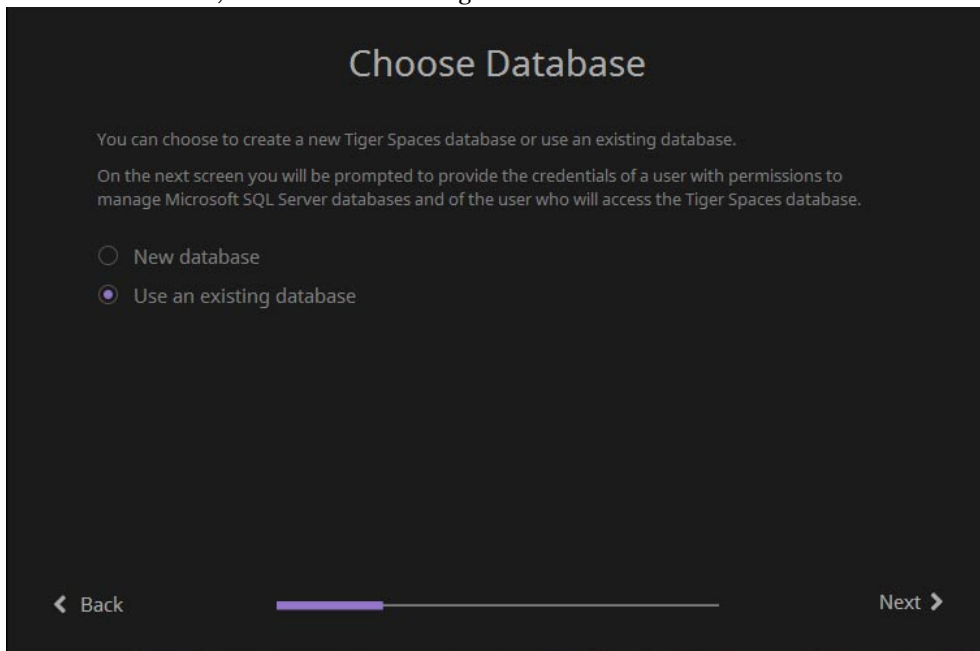 Choose Database
You can choose to create a new Tiger Spaces database or use an existing database.
On the next screen you will be prompted to provide the credentials of a user with permissions to
manage Microsoft SQL Server databases and of the user who will access the Tiger Spaces database.
New database
Use an existing database
Back
Next